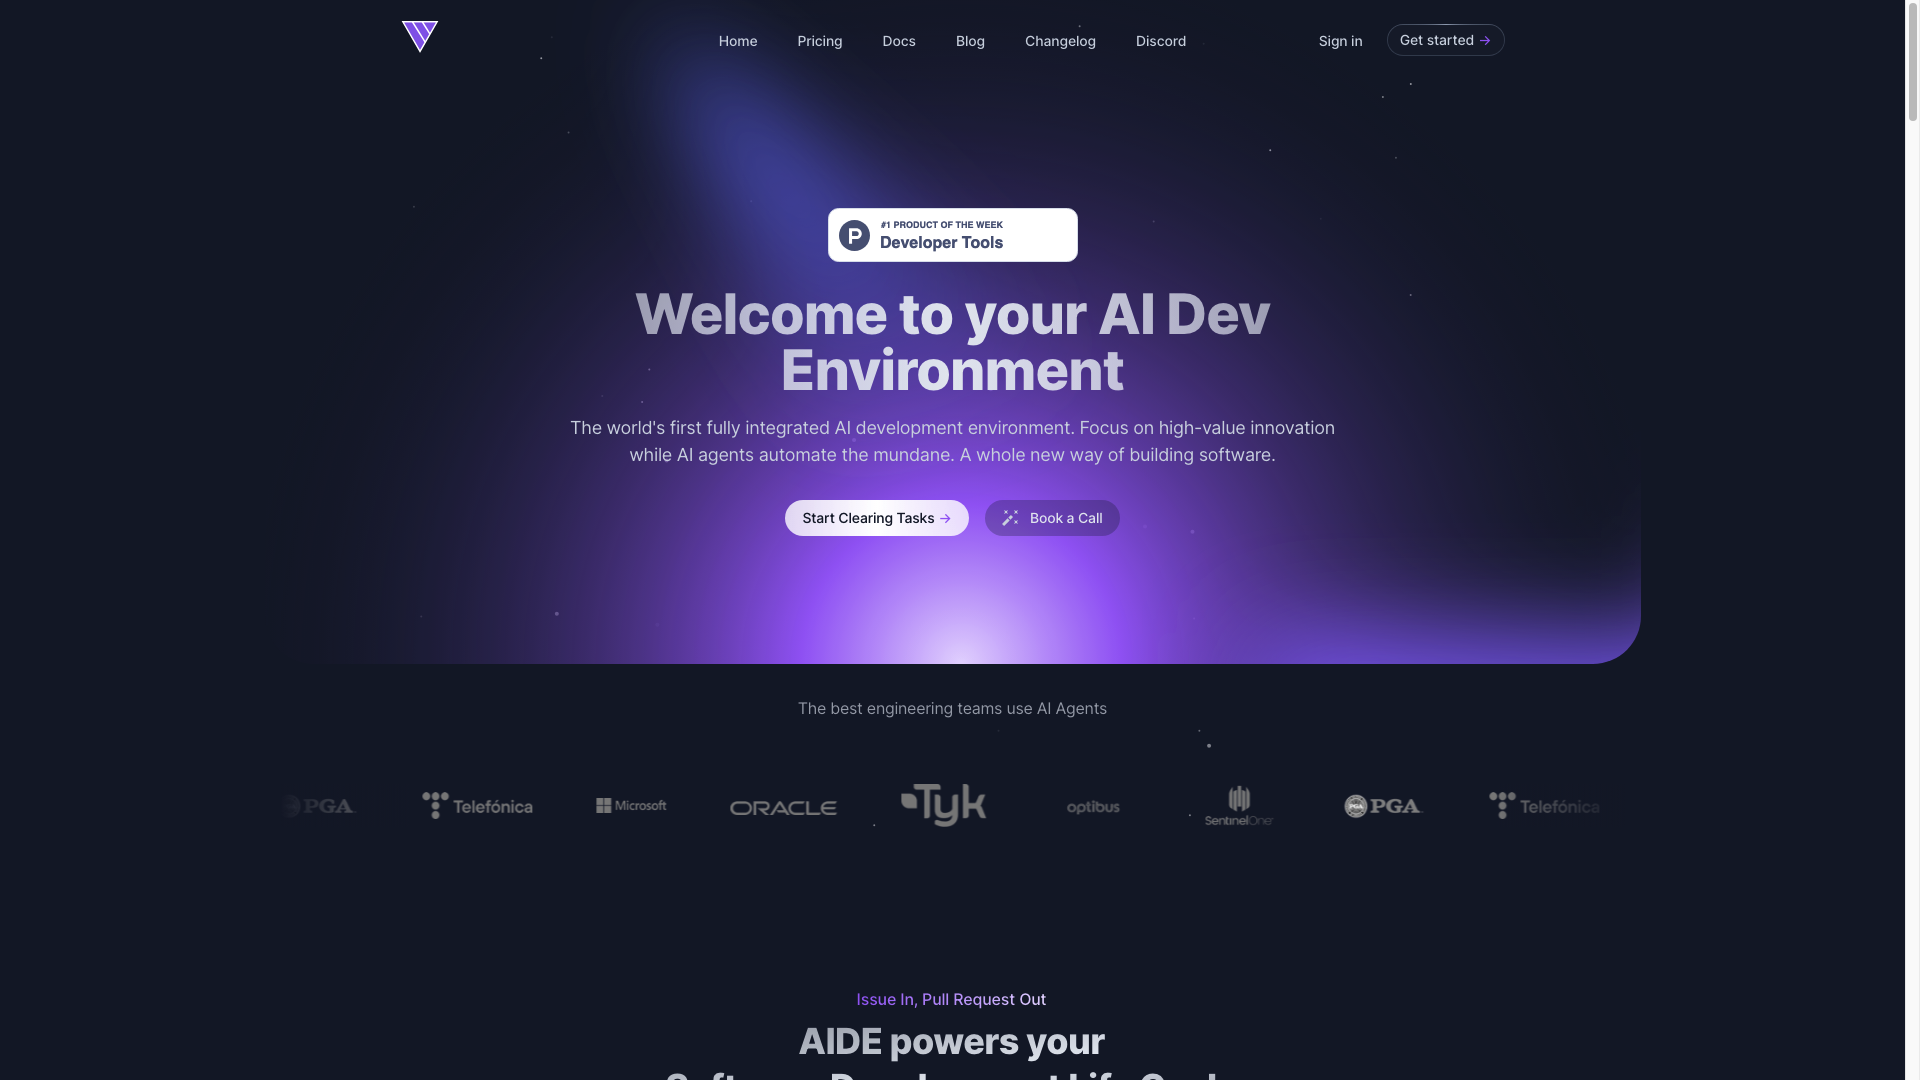 Home Pricing Docs Blog Changelog Discord Sign in Get started →
#1 PRODUCT OF THE WEEK
Developer Tools
Welcome to your AI Dev
Environment
The world's first fully integrated AI development environment. Focus on high-value innovation
while AI agents automate the mundane. A whole new way of building software.
Start Clearing Tasks → Book a Call
The best engineering teams use AI Agents
PGA Telefónica Microsoft ORACLE Tyk optibus SentinelOne PGA Telefónica
Issue In, Pull Request Out
AIDE powers your